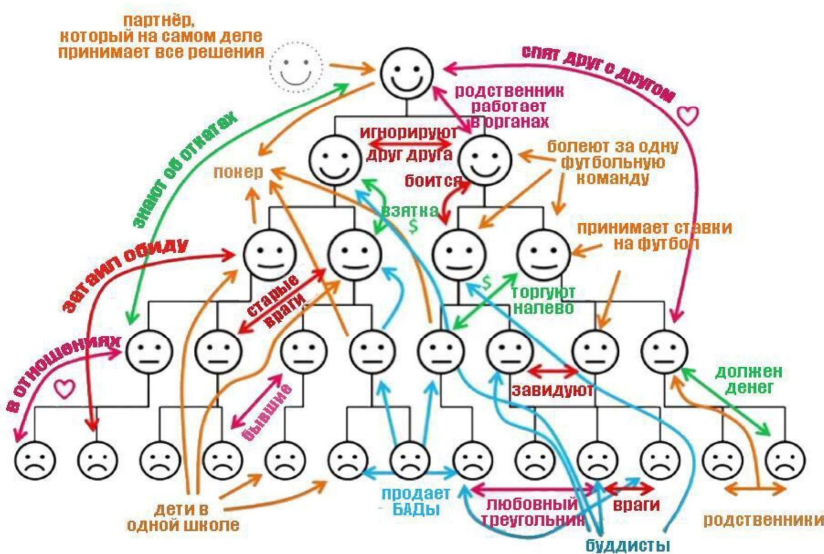 партнёр,
который на самом деле
принимает все решения
спят друг с другом
родственник
работает
в органах
знают об откатах
игнорируют
друг друга
болеют за одну
футбольную
команду
покер
боится
взятка
$
принимает ставки
на футбол
затаил обиду
старые
враги
$
торгуют
налево
в отношениях
завидуют
должен
денег
бывшие
дети в
одной школе
продает
БАДы
любовный
треугольник
враги
родственники
буддисты